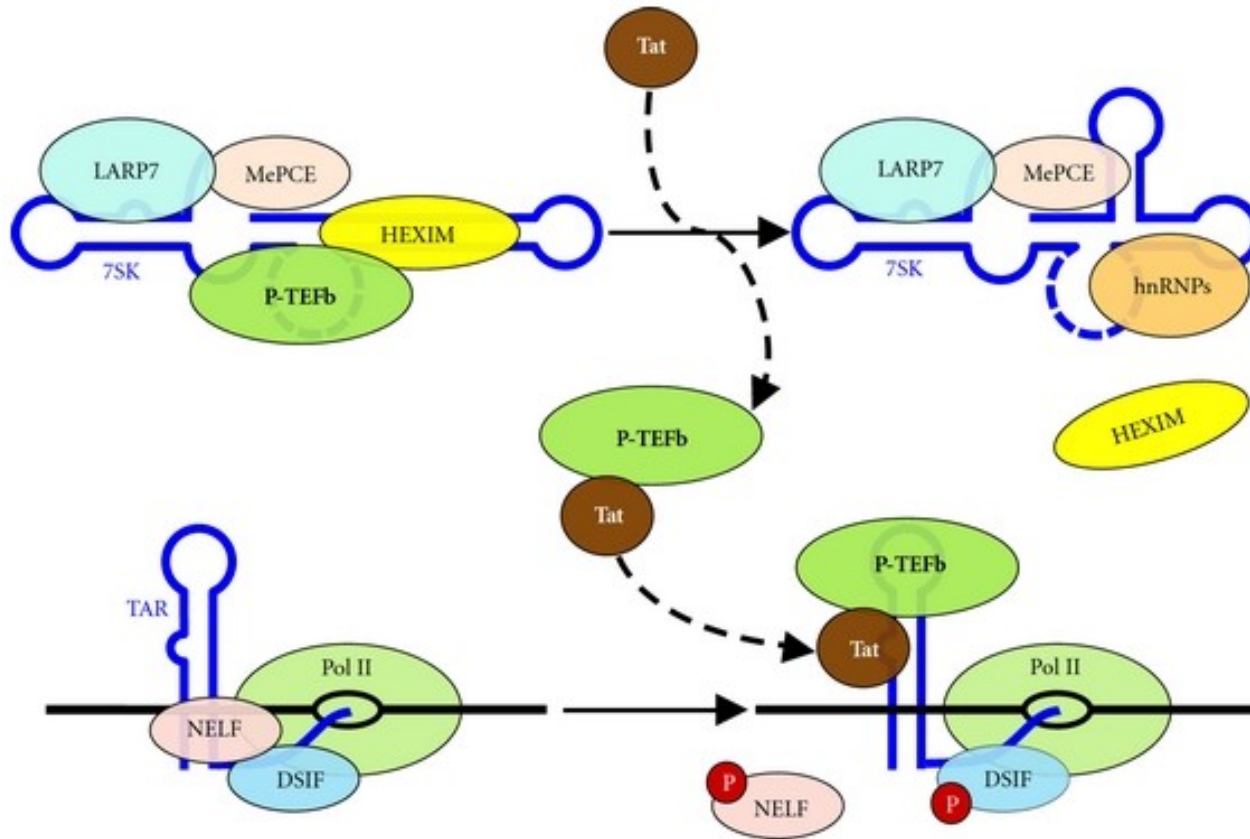 Tat
LARP7
MePCE
HEXIM
7SK
P-TEFb
LARP7
MePCE
7SK
hnRNPs
HEXIM
P-TEFb
Tat
TAR
Pol II
NELF
DSIF
P-TEFb
Tat
Pol II
DSIF
P
NELF
P